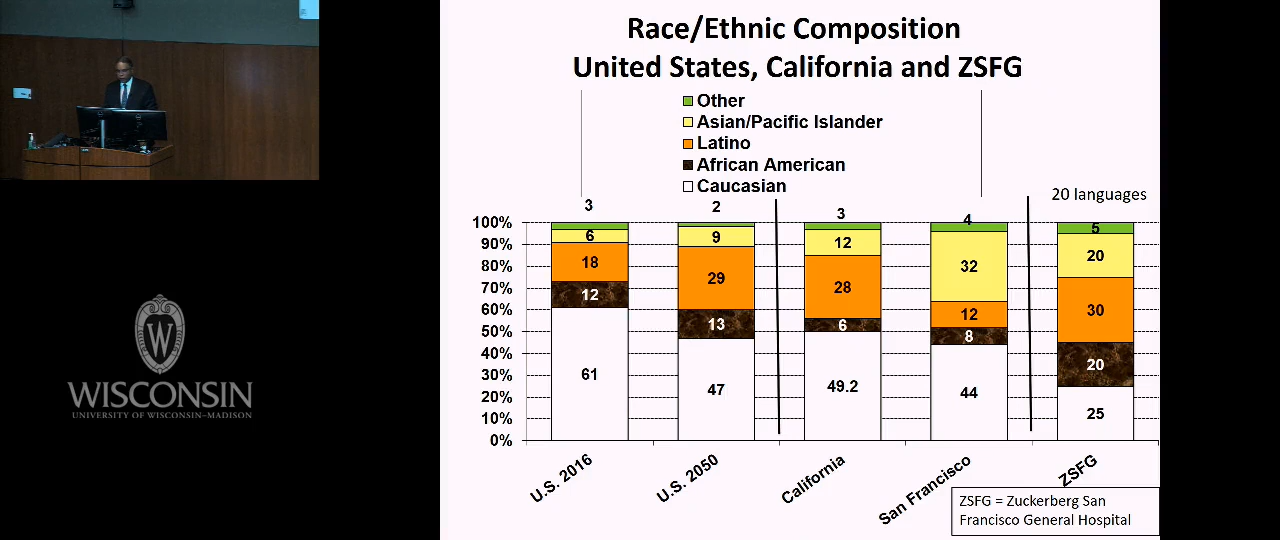 Race/Ethnic Composition
United States, California and ZSFG
Other
Asian/Pacific Islander
Latino
African American
Caucasian
20 languages
3
2
3
4
5
100%
90%
80%
70%
60%
50%
40%
30%
20%
10%
0%
6
18
12
61
9
29
13
47
12
28
6
49.2
32
12
8
44
20
30
20
25
U.S. 2016
U.S. 2050
California
San Francisco
ZSFG
ZSFG = Zuckerberg San
Francisco General Hospital
W
WISCONSIN
UNIVERSITY OF WISCONSIN–MADISON